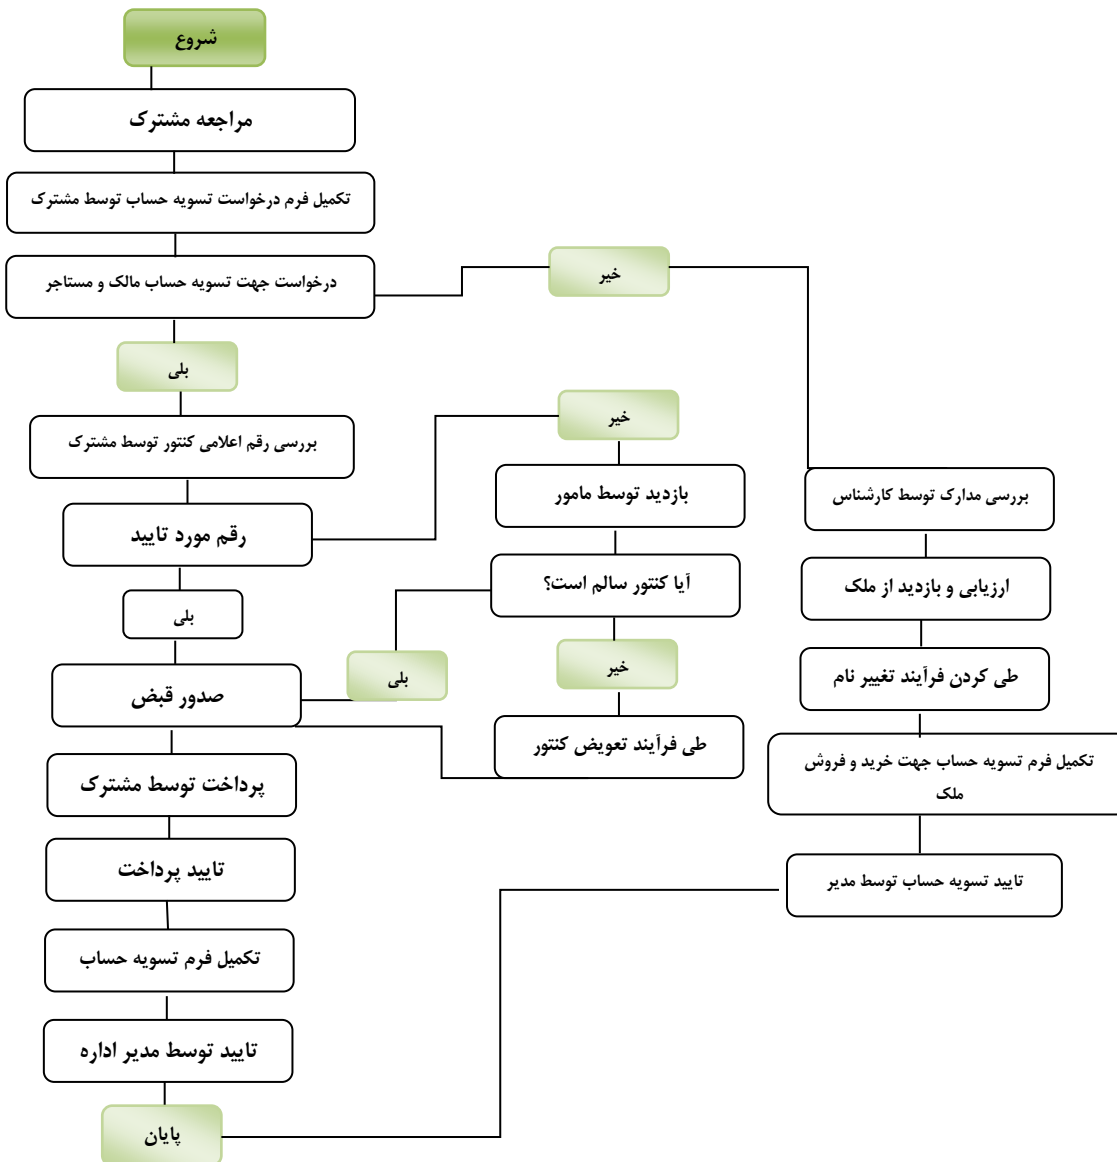 شروع
مراجعه مشترک
تکمیل فرم درخواست تسویه حساب توسط مشترک
درخواست جهت تسویه حساب مالک و مستاجر
خیر
بلی
بررسی رقم اعلامی کنتور توسط مشترک
خیر
رقم مورد تایید
بازدید توسط مامور
آیا کنتور سالم است؟
بلی
بلی
خیر
صدور قبض
طی فرآیند تعویض کنتور
پرداخت توسط مشترک
تایید پرداخت
تکمیل فرم تسویه حساب
تایید توسط مدیر اداره
بررسی مدارک توسط کارشناس
ارزیابی و بازدید از ملک
طی کردن فرآیند تغییر نام
تکمیل فرم تسویه حساب جهت خرید و فروش
ملک
تایید تسویه حساب توسط مدیر
پایان